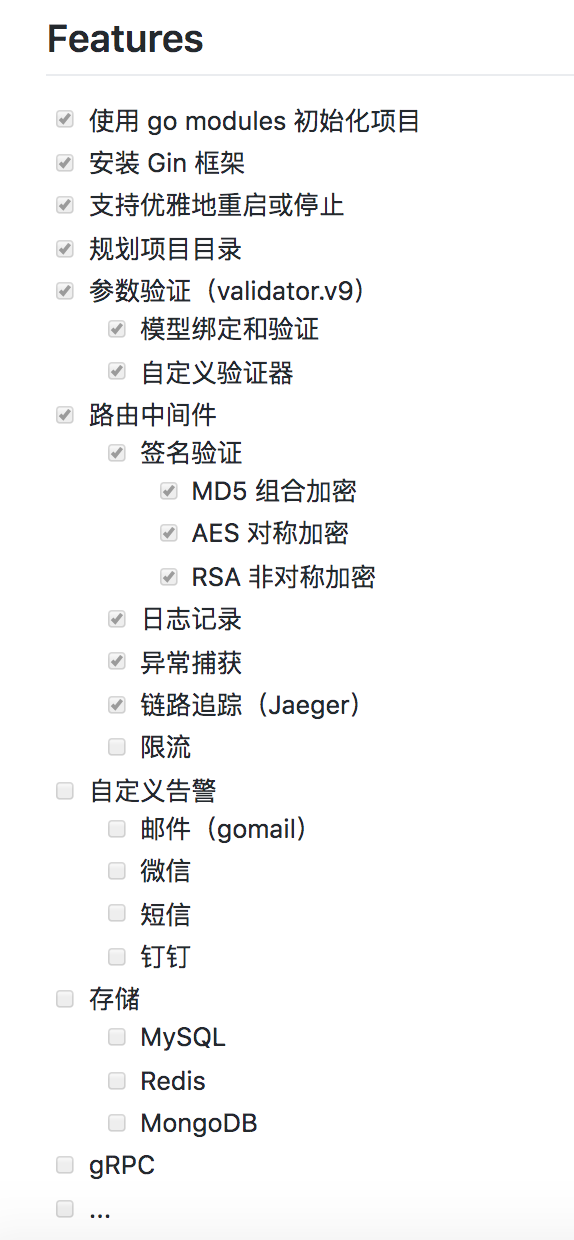 Features
使用 go modules 初始化项目
安装 Gin 框架
支持优雅地重启或停止
规划项目目录
参数验证（validator.v9）
模型绑定和验证
自定义验证器
路由中间件
签名验证
MD5 组合加密
AES 对称加密
RSA 非对称加密
日志记录
异常捕获
链路追踪（Jaeger）
限流
自定义告警
邮件（gomail）
微信
短信
钉钉
存储
MySQL
Redis
MongoDB
gRPC
...